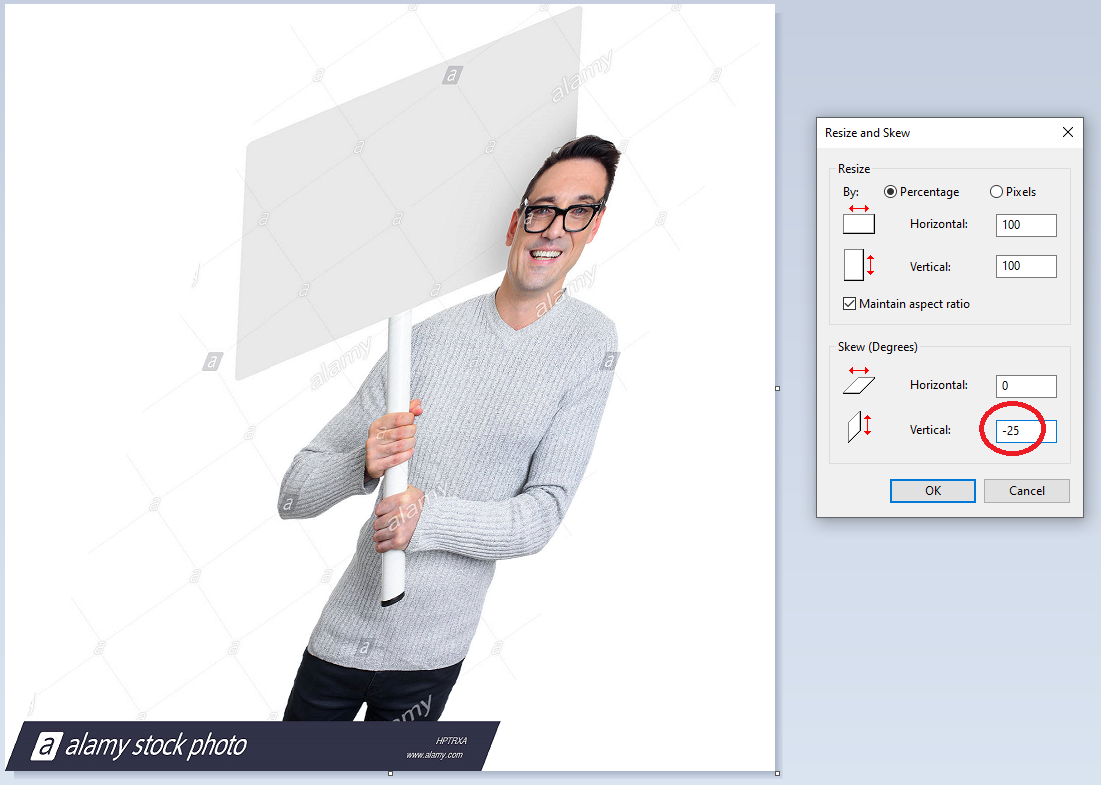 a
alamy
a
alamy
a
a
alamy
a
alamy
a
alamy
a alamy stock photo
HPTRXA
www.alamy.com
Resize and Skew
Resize
By:
Percentage
Pixels
Horizontal:
100
Vertical:
100
Maintain aspect ratio
Skew (Degrees)
Horizontal:
0
Vertical:
-25
OK
Cancel